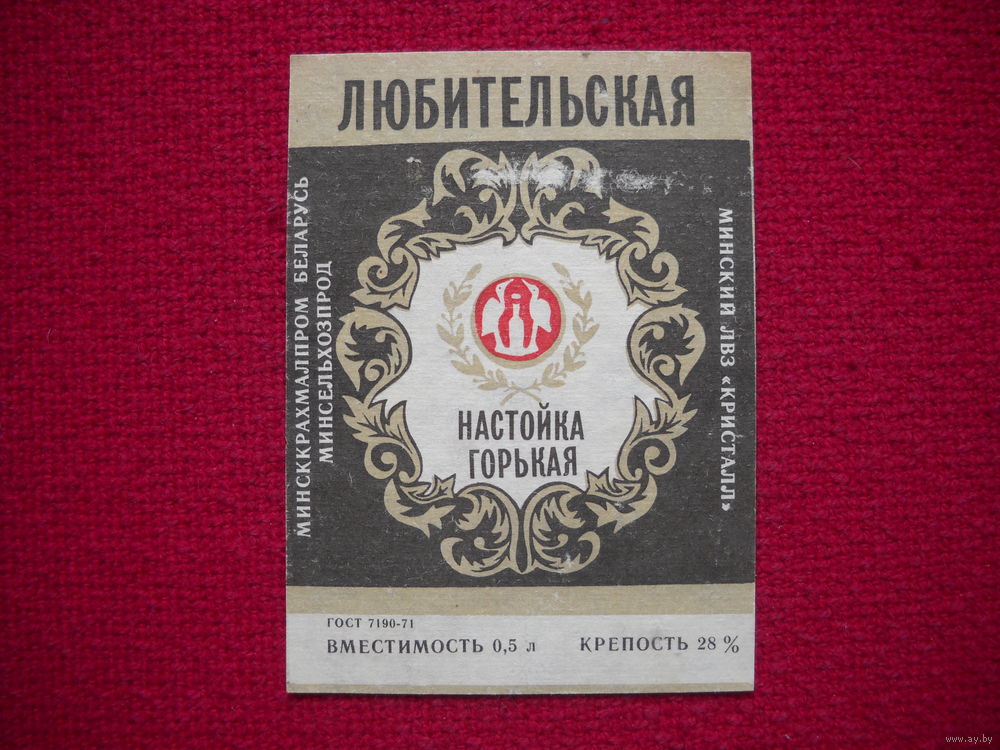 ЛЮБИТЕЛЬСКАЯ
МИНСККРАХМАЛПРОМ БЕЛАРУСЬ
МИНСЕЛЬХОЗПРОД
НАСТОЙКА
ГОРЬКАЯ
МИНСКИЙ ЛВЗ «КРИСТАЛЛ»
ГОСТ 7190-71
ВМЕСТИМОСТЬ 0,5 л КРЕПОСТЬ 28 %
www.ay.by